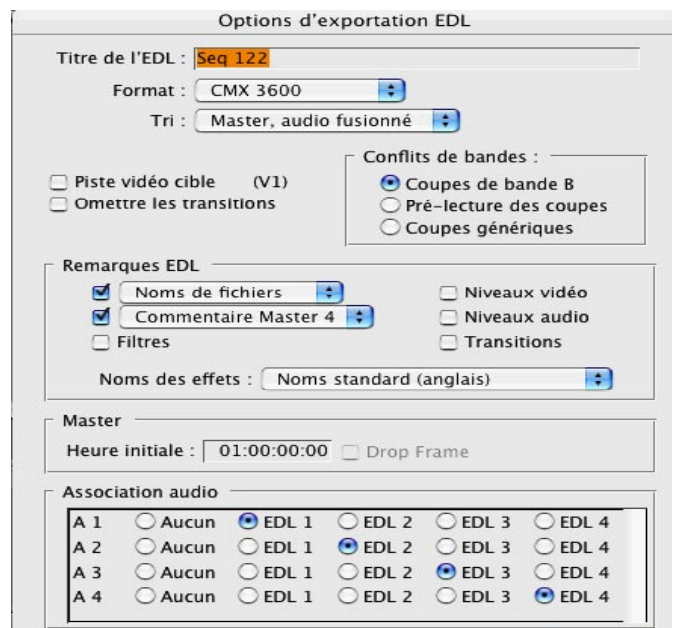 Options d'exportation EDL
Titre de l'EDL : Seq 122
Format : CMX 3600
Tri : Master, audio fusionné
Conflits de bandes :
Piste vidéo cible (V1)
Omettre les transitions
Coupes de bande B
Pré-lecture des coupes
Coupes génériques
Remarques EDL
Noms de fichiers
Niveaux vidéo
Commentaire Master 4
Niveaux audio
Filtres
Transitions
Noms des effets : Noms standard (anglais)
Master
Heure initiale : 01:00:00:00 Drop Frame
Association audio
A 1 Aucun EDL 1 EDL 2 EDL 3 EDL 4
A 2 Aucun EDL 1 EDL 2 EDL 3 EDL 4
A 3 Aucun EDL 1 EDL 2 EDL 3 EDL 4
A 4 Aucun EDL 1 EDL 2 EDL 3 EDL 4